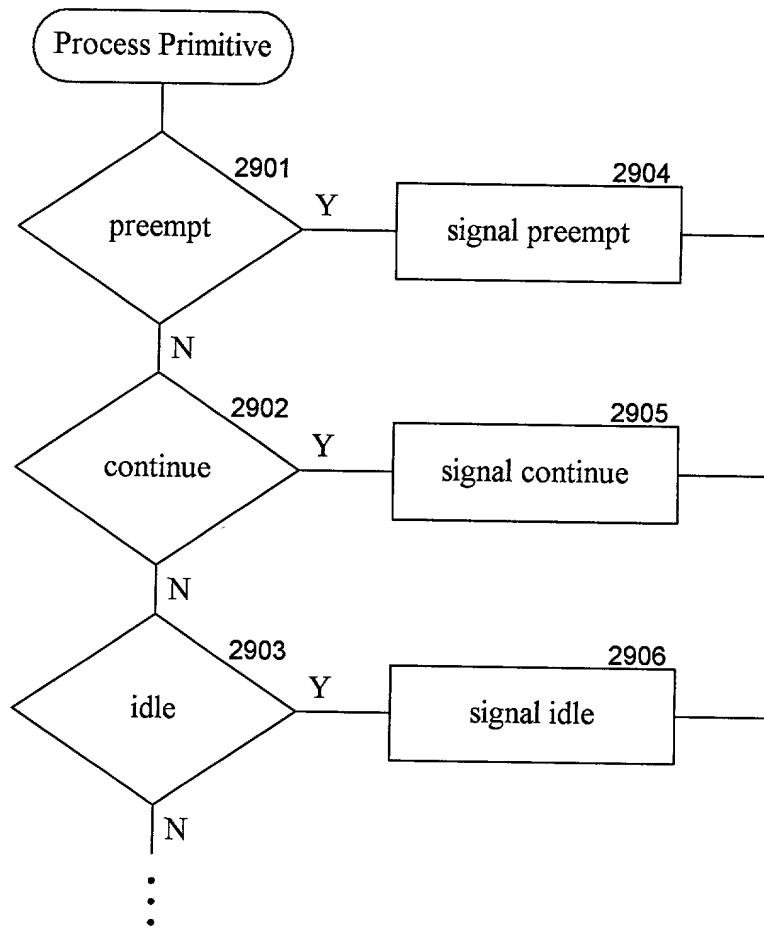 Process Primitive
2901
preempt
Y
2904
signal preempt
N
2902
continue
Y
2905
signal continue
N
2903
idle
Y
2906
signal idle
N